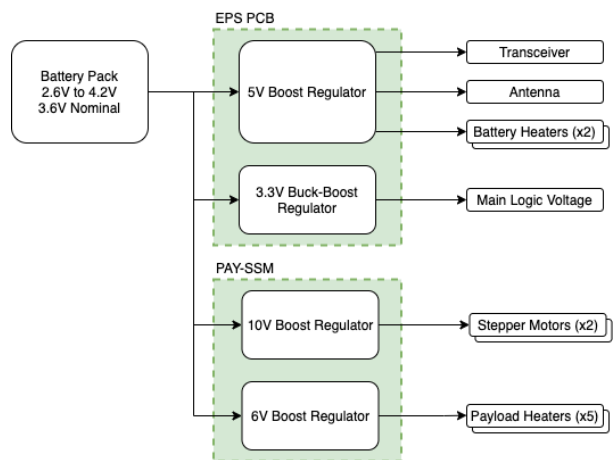 EPS PCB
Battery Pack
2.6V to 4.2V
3.6V Nominal
5V Boost Regulator
Transceiver
Antenna
Battery Heaters (x2)
3.3V Buck-Boost
Regulator
Main Logic Voltage
PAY-SSM
10V Boost Regulator
Stepper Motors (x2)
6V Boost Regulator
Payload Heaters (x5)